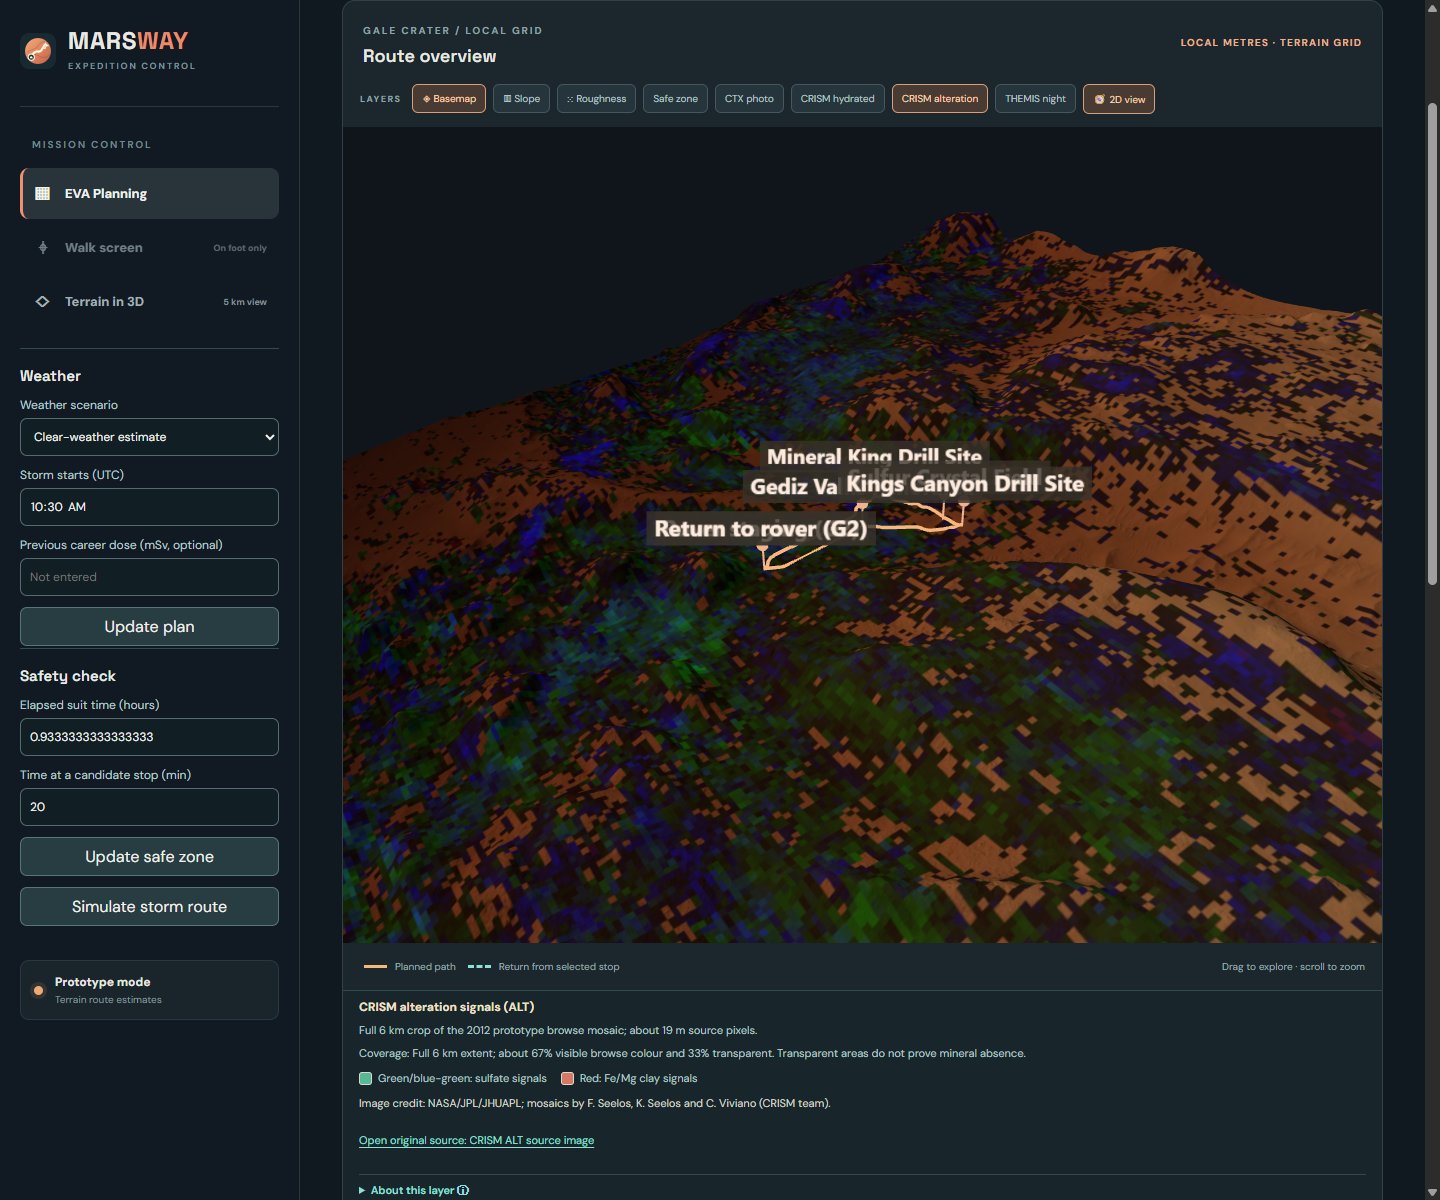 MARSWAY
EXPEDITION CONTROL
MISSION CONTROL
EVA Planning
Walk screen On foot only
Terrain in 3D 5 km view
Weather
Weather scenario
Clear-weather estimate
Storm starts (UTC)
10:30 AM
Previous career dose (mSv, optional)
Not entered
Update plan
Safety check
Elapsed suit time (hours)
0.9333333333333333
Time at a candidate stop (min)
20
Update safe zone
Simulate storm route
Prototype mode
Terrain route estimates
GALE CRATER / LOCAL GRID
Route overview
LOCAL METRES · TERRAIN GRID
LAYERS Basemap Slope Roughness Safe zone CTX photo CRISM hydrated CRISM alteration THEMIS night 2D view
Mineral King Drill Site
Gediz Va Kings Canyon Drill Site
Return to rover (G2)
Planned path Return from selected stop Drag to explore · scroll to zoom
CRISM alteration signals (ALT)
Full 6 km crop of the 2012 prototype browse mosaic; about 19 m source pixels.
Coverage: Full 6 km extent; about 67% visible browse colour and 33% transparent. Transparent areas do not prove mineral absence.
Green/blue-green: sulfate signals Red: Fe/Mg clay signals
Image credit: NASA/JPL/JHUAPL; mosaics by F. Seelos, K. Seelos and C. Viviano (CRISM team).
Open original source: CRISM ALT source image
About this layer